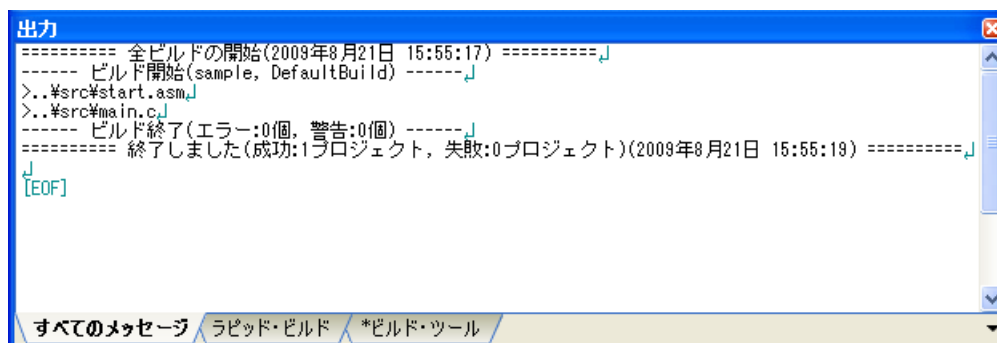 出力
========== 全ビルドの開始(2009年8月21日 15:55:17) ==========↲
------ ビルド開始(sample, DefaultBuild) ------↲
>..¥src¥start.asm↲
>..¥src¥main.c↲
------ ビルド終了(エラー:0個, 警告:0個) ------↲
========== 終了しました(成功:1プロジェクト, 失敗:0プロジェクト)(2009年8月21日 15:55:19) ==========↲
↲
[EOF]
すべてのメッセージ ラピッド・ビルド *ビルド・ツール